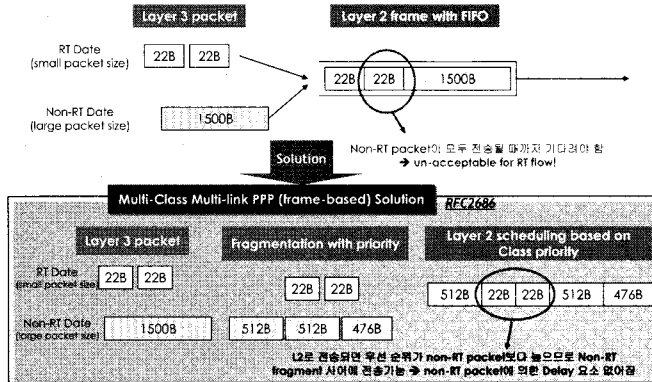 Layer 3 packet
Layer 2 frame with FIFO
RT Date
(small packet size)
22B 22B
22B 22B 1500B
Non-RT Date
(large packet size)
1500B
Non-RT packet이 모두 전송될 때까지 기다려야 함
→ un-acceptable for RT flow!
Solution
Multi-Class Multi-link PPP (frame-based) Solution
RFC2686
Layer 3 packet
Fragmentation with priority
Layer 2 scheduling based on
Class priority
RT Date
(small packet size)
22B 22B
22B 22B
512B 22B 22B 512B 476B
Non-RT Date
(large packet size)
1500B
512B 512B 476B
L2로 전송되면 우선 순위가 non-RT packet보다 높으므로 Non-RT
fragment 사이에 전송가능 → non-RT packet에 의한 Delay 요소 없어짐